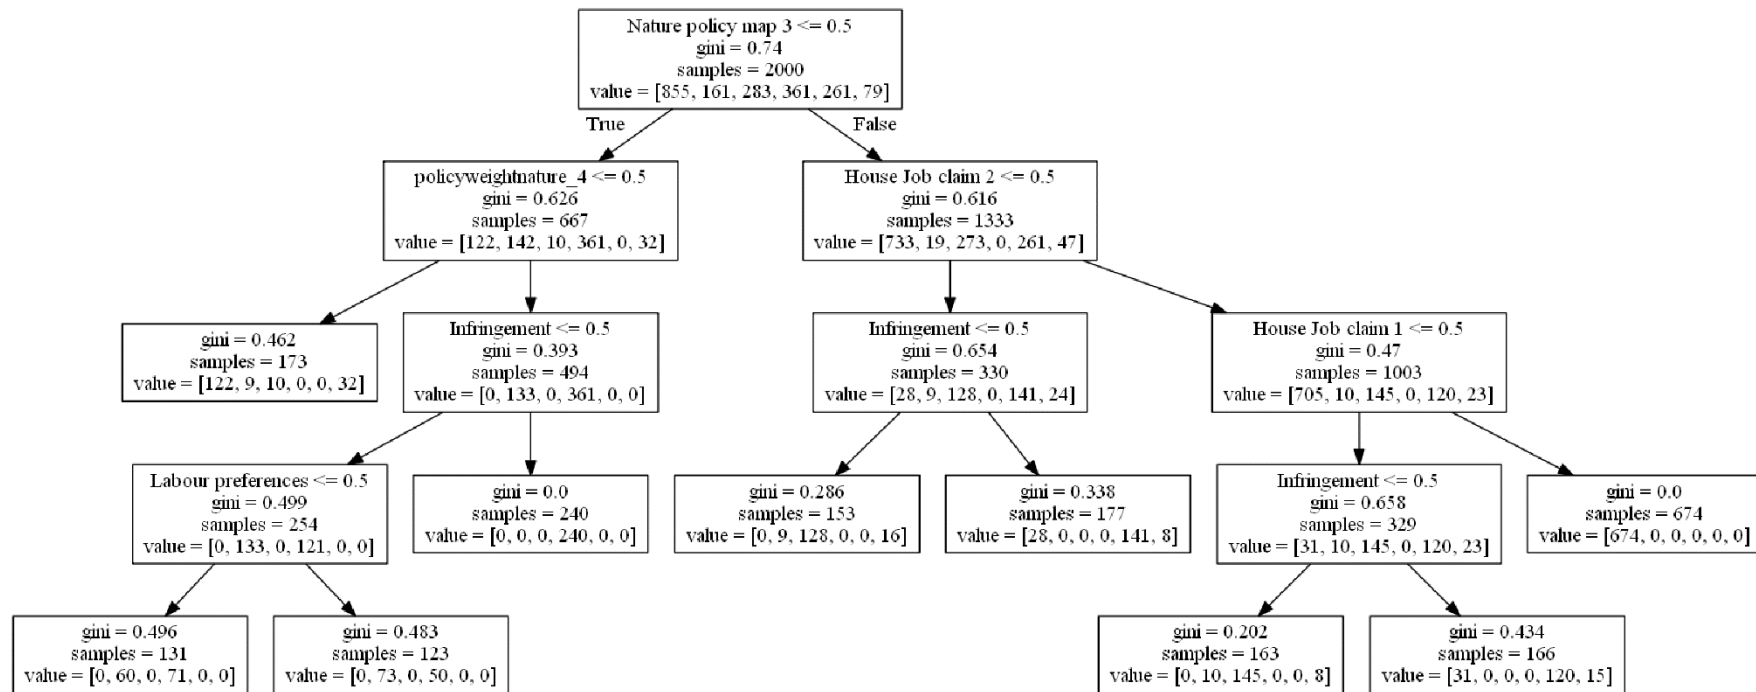 Nature policy map 3 <= 0.5
gini = 0.74
samples = 2000
value = [855, 161, 283, 361, 261, 79]
True
False
policyweightnature_4 <= 0.5
gini = 0.626
samples = 667
value = [122, 142, 10, 361, 0, 32]
House Job claim 2 <= 0.5
gini = 0.616
samples = 1333
value = [733, 19, 273, 0, 261, 47]
gini = 0.462
samples = 173
value = [122, 9, 10, 0, 0, 32]
Infringement <= 0.5
gini = 0.393
samples = 494
value = [0, 133, 0, 361, 0, 0]
Infringement <= 0.5
gini = 0.654
samples = 330
value = [28, 9, 128, 0, 141, 24]
House Job claim 1 <= 0.5
gini = 0.47
samples = 1003
value = [705, 10, 145, 0, 120, 23]
Labour preferences <= 0.5
gini = 0.499
samples = 254
value = [0, 133, 0, 121, 0, 0]
gini = 0.0
samples = 240
value = [0, 0, 0, 240, 0, 0]
gini = 0.286
samples = 153
value = [0, 9, 128, 0, 0, 16]
gini = 0.338
samples = 177
value = [28, 0, 0, 0, 141, 8]
Infringement <= 0.5
gini = 0.658
samples = 329
value = [31, 10, 145, 0, 120, 23]
gini = 0.0
samples = 674
value = [674, 0, 0, 0, 0, 0]
gini = 0.496
samples = 131
value = [0, 60, 0, 71, 0, 0]
gini = 0.483
samples = 123
value = [0, 73, 0, 50, 0, 0]
gini = 0.202
samples = 163
value = [0, 10, 145, 0, 0, 8]
gini = 0.434
samples = 166
value = [31, 0, 0, 0, 120, 15]